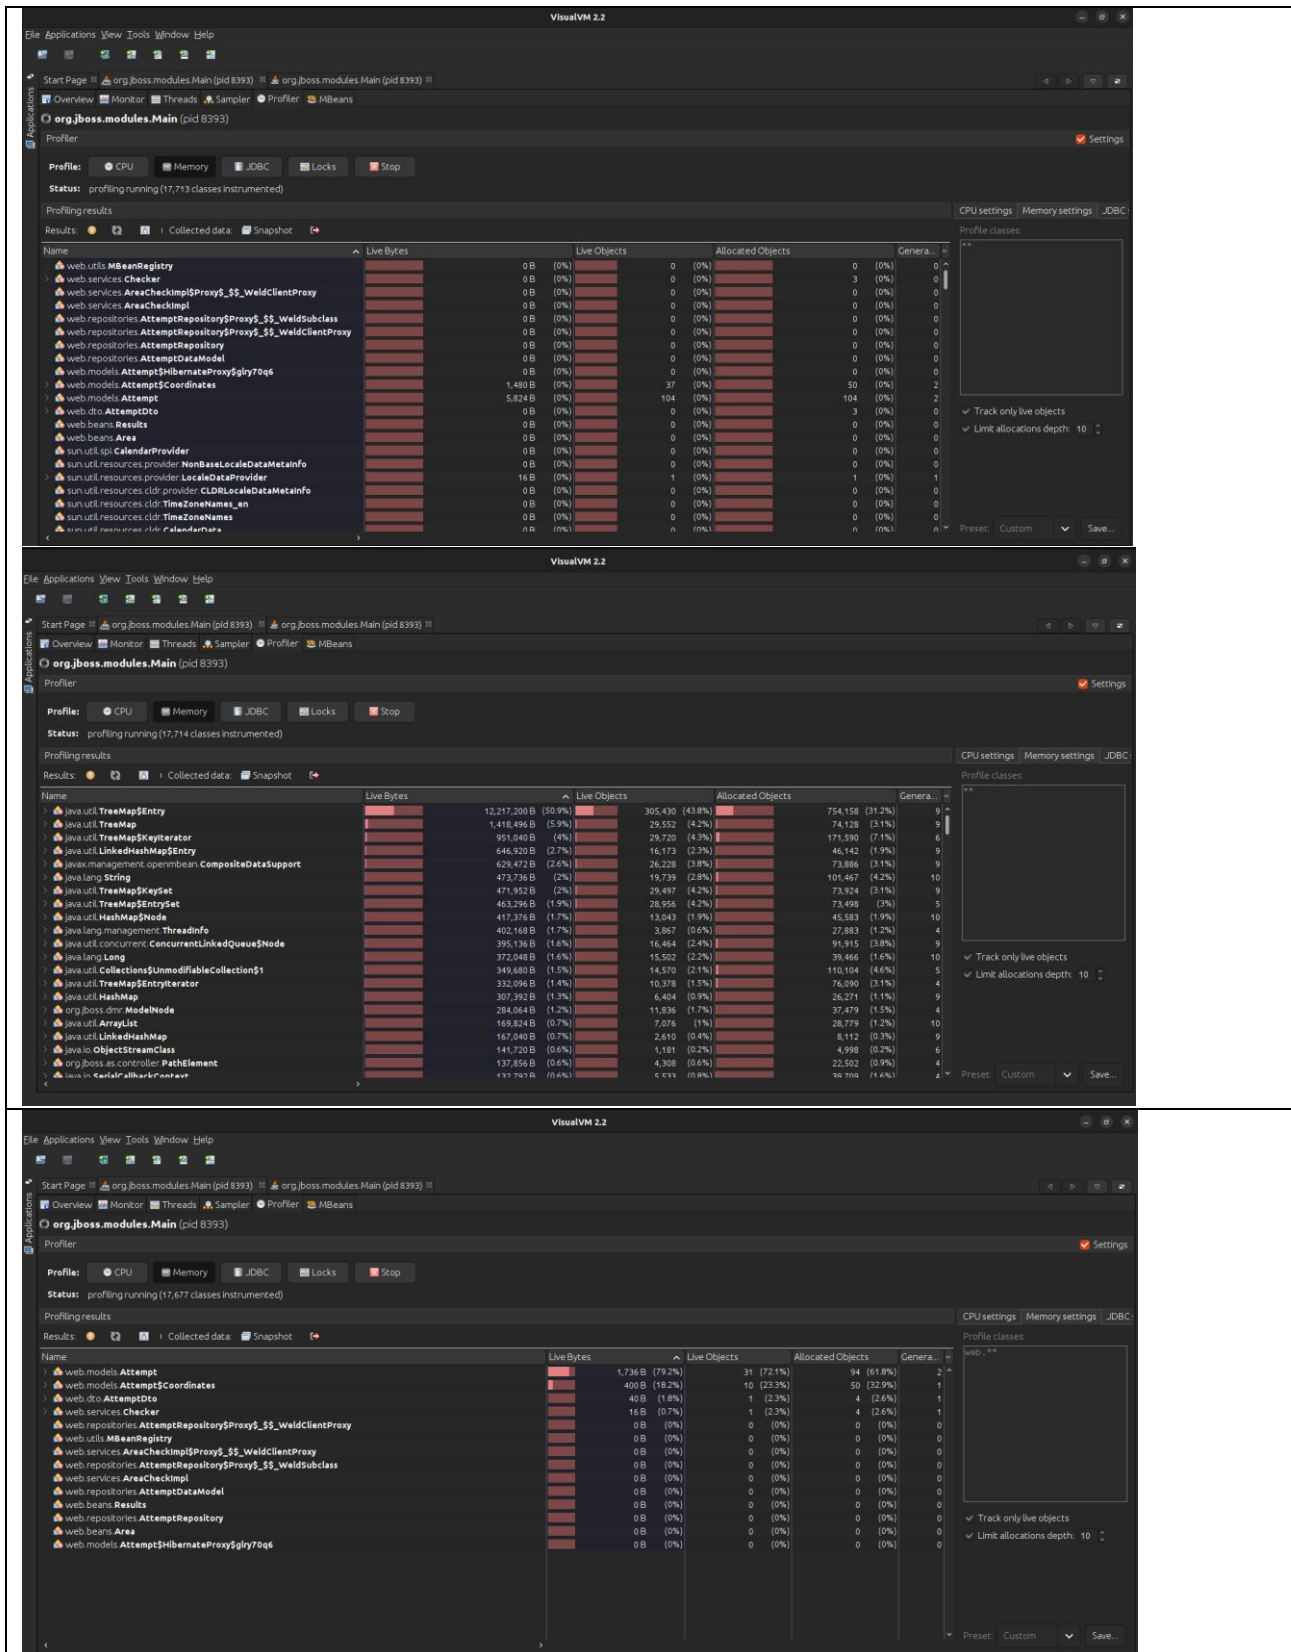 VisualVM 2.2
File Applications View Tools Window Help
Start Page org.jboss.modules.Main (pid 8393) org.jboss.modules.Main (pid 8393)
Applications
Overview Monitor Threads Sampler Profiler MBeans
org.jboss.modules.Main (pid 8393)
Profiler Settings
Profile: CPU Memory JDBC Locks Stop
Status: profiling running (17,713 classes instrumented)
Profiling results CPU settings Memory settings JDBC
Results: Collected data: Snapshot Profile classes:
**
Name Live Bytes Live Objects Allocated Objects Genera...
web.utils.MBeanRegistry 0 B (0%) 0 (0%) 0 (0%) 0
web.services.Checker 0 B (0%) 0 (0%) 3 (0%) 0
web.services.AreaCheckImpl$Proxy$_$$_WeldClientProxy 0 B (0%) 0 (0%) 0 (0%) 0
web.services.AreaCheckImpl 0 B (0%) 0 (0%) 0 (0%) 0
web.repositories.AttemptRepository$Proxy$_$$_WeldSubclass 0 B (0%) 0 (0%) 0 (0%) 0
web.repositories.AttemptRepository$Proxy$_$$_WeldClientProxy 0 B (0%) 0 (0%) 0 (0%) 0
web.repositories.AttemptRepository 0 B (0%) 0 (0%) 0 (0%) 0
web.repositories.AttemptDataModel 0 B (0%) 0 (0%) 0 (0%) 0
web.models.Attempt$HibernateProxy$glry70q6 0 B (0%) 0 (0%) 0 (0%) 0
web.models.Attempt$Coordinates 1,480 B (0%) 37 (0%) 50 (0%) 2
web.models.Attempt 5,824 B (0%) 104 (0%) 104 (0%) 2
web.dto.AttemptDto 0 B (0%) 0 (0%) 3 (0%) 0
web.beans.Results 0 B (0%) 0 (0%) 0 (0%) 0
web.beans.Area 0 B (0%) 0 (0%) 0 (0%) 0
sun.util.spi.CalendarProvider 0 B (0%) 0 (0%) 0 (0%) 0
sun.util.resources.provider.NonBaseLocaleDataMetaInfo 0 B (0%) 0 (0%) 0 (0%) 0
sun.util.resources.provider.LocaleDataProvider 16 B (0%) 1 (0%) 1 (0%) 1
sun.util.resources.cldr.provider.CLDRLocaleDataMetaInfo 0 B (0%) 0 (0%) 0 (0%) 0
sun.util.resources.cldr.TimeZoneNames_en 0 B (0%) 0 (0%) 0 (0%) 0
sun.util.resources.cldr.TimeZoneNames 0 B (0%) 0 (0%) 0 (0%) 0
sun.util.resources.cldr.CalendarData 0 B (0%) 0 (0%) 0 (0%) 0
Track only live objects
Limit allocations depth: 10
Preset: Custom Save...
VisualVM 2.2
File Applications View Tools Window Help
Start Page org.jboss.modules.Main (pid 8393) org.jboss.modules.Main (pid 8393)
Applications
Overview Monitor Threads Sampler Profiler MBeans
org.jboss.modules.Main (pid 8393)
Profiler Settings
Profile: CPU Memory JDBC Locks Stop
Status: profiling running (17,714 classes instrumented)
Profiling results CPU settings Memory settings JDBC
Results: Collected data: Snapshot Profile classes:
**
Name Live Bytes Live Objects Allocated Objects Genera...
java.util.TreeMap$Entry 12,217,200 B (50.9%) 305,430 (43.8%) 754,158 (31.2%) 9
java.util.TreeMap 1,418,496 B (5.9%) 29,552 (4.2%) 74,128 (3.1%) 9
java.util.TreeMap$KeyIterator 951,040 B (4%) 29,720 (4.3%) 171,590 (7.1%) 6
java.util.LinkedHashMap$Entry 646,920 B (2.7%) 16,173 (2.3%) 46,142 (1.9%) 9
javax.management.openmbean.CompositeDataSupport 629,472 B (2.6%) 26,228 (3.8%) 73,886 (3.1%) 9
java.lang.String 473,736 B (2%) 19,739 (2.8%) 101,467 (4.2%) 10
java.util.TreeMap$KeySet 471,952 B (2%) 29,497 (4.2%) 73,924 (3.1%) 9
java.util.TreeMap$EntrySet 463,296 B (1.9%) 28,956 (4.2%) 73,498 (3%) 5
java.util.HashMap$Node 417,376 B (1.7%) 13,043 (1.9%) 45,583 (1.9%) 10
java.lang.management.ThreadInfo 402,168 B (1.7%) 3,867 (0.6%) 27,883 (1.2%) 4
java.util.concurrent.ConcurrentLinkedQueue$Node 395,136 B (1.6%) 16,464 (2.4%) 91,915 (3.8%) 9
java.lang.Long 372,048 B (1.6%) 15,502 (2.2%) 39,466 (1.6%) 10
java.util.Collections$UnmodifiableCollection$1 349,680 B (1.5%) 14,570 (2.1%) 110,104 (4.6%) 5
java.util.TreeMap$EntryIterator 332,096 B (1.4%) 10,378 (1.5%) 76,090 (3.1%) 4
java.util.HashMap 307,392 B (1.3%) 6,404 (0.9%) 26,271 (1.1%) 9
org.jboss.dmr.ModelNode 284,064 B (1.2%) 11,836 (1.7%) 37,479 (1.5%) 4
java.util.ArrayList 169,824 B (0.7%) 7,076 (1%) 28,779 (1.2%) 10
java.util.LinkedHashMap 167,040 B (0.7%) 2,610 (0.4%) 8,112 (0.3%) 9
java.io.ObjectStreamClass 141,720 B (0.6%) 1,181 (0.2%) 4,998 (0.2%) 6
org.jboss.as.controller.PathElement 137,856 B (0.6%) 4,308 (0.6%) 22,502 (0.9%) 4
java.io.SerialCallbackContext 132,792 B (0.6%) 5,533 (0.8%) 39,709 (1.6%) 4
Track only live objects
Limit allocations depth: 10
Preset: Custom Save...
VisualVM 2.2
File Applications View Tools Window Help
Start Page org.jboss.modules.Main (pid 8393) org.jboss.modules.Main (pid 8393)
Applications
Overview Monitor Threads Sampler Profiler MBeans
org.jboss.modules.Main (pid 8393)
Profiler Settings
Profile: CPU Memory JDBC Locks Stop
Status: profiling running (17,677 classes instrumented)
Profiling results CPU settings Memory settings JDBC
Results: Collected data: Snapshot Profile classes:
web.**
Name Live Bytes Live Objects Allocated Objects Genera...
web.models.Attempt 1,736 B (79.2%) 31 (72.1%) 94 (61.8%) 2
web.models.Attempt$Coordinates 400 B (18.2%) 10 (23.3%) 50 (32.9%) 1
web.dto.AttemptDto 40 B (1.8%) 1 (2.3%) 4 (2.6%) 1
web.services.Checker 16 B (0.7%) 1 (2.3%) 4 (2.6%) 1
web.repositories.AttemptRepository$Proxy$_$$_WeldClientProxy 0 B (0%) 0 (0%) 0 (0%) 0
web.utils.MBeanRegistry 0 B (0%) 0 (0%) 0 (0%) 0
web.services.AreaCheckImpl$Proxy$_$$_WeldClientProxy 0 B (0%) 0 (0%) 0 (0%) 0
web.repositories.AttemptRepository$Proxy$_$$_WeldSubclass 0 B (0%) 0 (0%) 0 (0%) 0
web.services.AreaCheckImpl 0 B (0%) 0 (0%) 0 (0%) 0
web.repositories.AttemptDataModel 0 B (0%) 0 (0%) 0 (0%) 0
web.beans.Results 0 B (0%) 0 (0%) 0 (0%) 0
web.repositories.AttemptRepository 0 B (0%) 0 (0%) 0 (0%) 0
web.beans.Area 0 B (0%) 0 (0%) 0 (0%) 0
web.models.Attempt$HibernateProxy$glry70q6 0 B (0%) 0 (0%) 0 (0%) 0
Track only live objects
Limit allocations depth: 10
Preset: Custom Save...